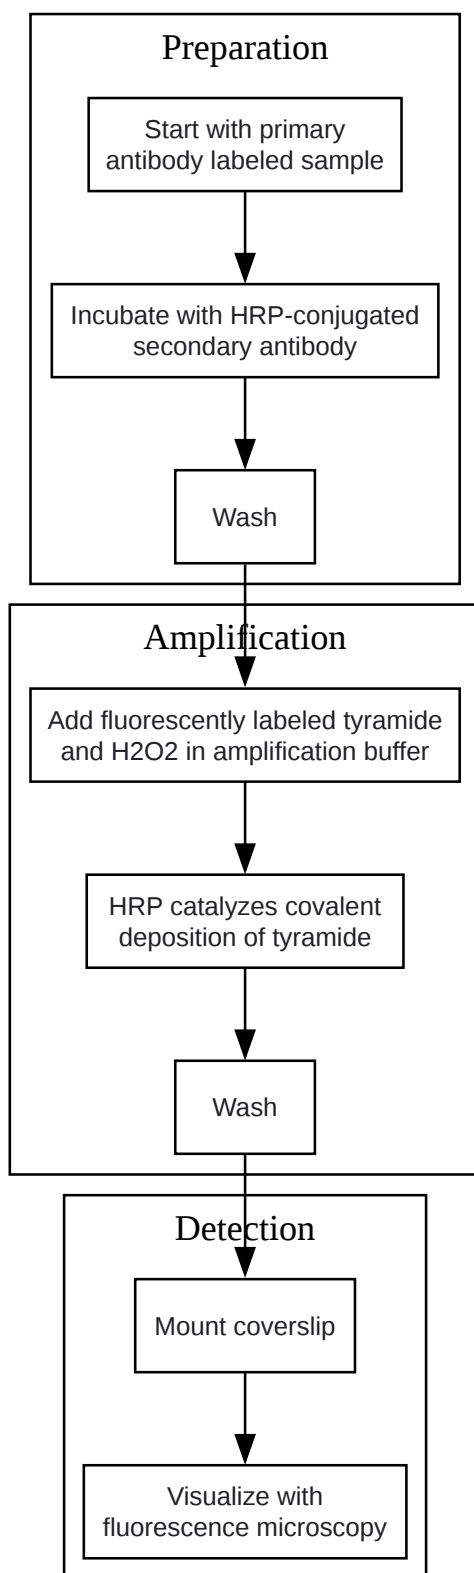 Preparation
Start with primary
antibody labeled sample
Incubate with HRP-conjugated
secondary antibody
Wash
Amplification
Add fluorescently labeled tyramide
and H2O2 in amplification buffer
HRP catalyzes covalent
deposition of tyramide
Wash
Detection
Mount coverslip
Visualize with
fluorescence microscopy